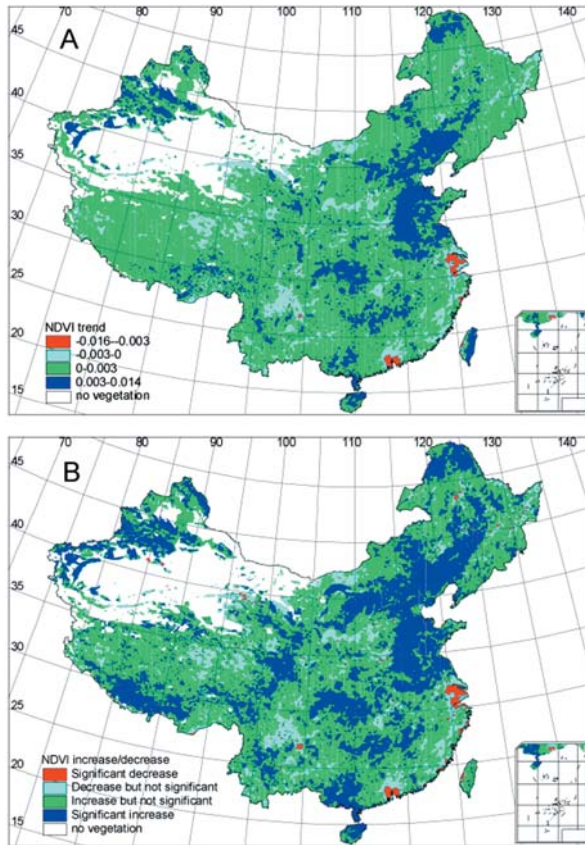 A
70 80 90 100 110 120 130 140
45
40
35
30
25
20
15
NDVI trend
-0.016--0.003
-0.003-0
0-0.003
0.003-0.014
no vegetation
B
70 80 90 102 110 120 130 140
45
40
35
30
25
20
15
NDVI increase/decrease
Significant decrease
Decrease but not significant
Increase but not significant
Significant increase
no vegetation